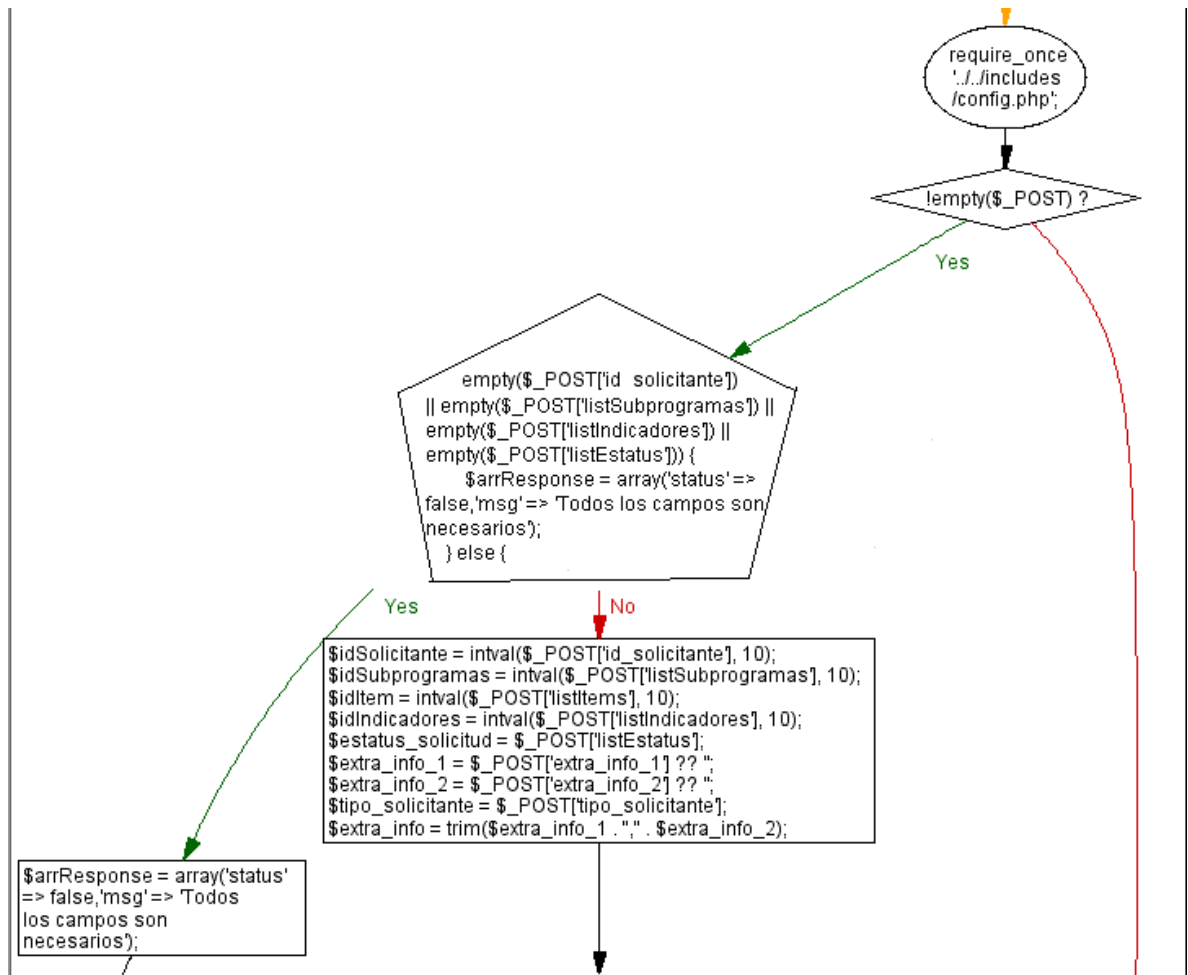 require_once
'../../includes
/config.php';
!empty($_POST) ?
Yes
empty($_POST['id_solicitante'])
|| empty($_POST['listSubprogramas']) ||
empty($_POST['listIndicadores']) ||
empty($_POST['listEstatus'])) {
$arrResponse = array('status' =>
false,'msg' => 'Todos los campos son
necesarios');
} else {
Yes
No
$idSolicitante = intval($_POST['id_solicitante'], 10);
$idSubprogramas = intval($_POST['listSubprogramas'], 10);
$idItem = intval($_POST['listItems'], 10);
$idIndicadores = intval($_POST['listIndicadores'], 10);
$estatus_solicitud = $_POST['listEstatus'];
$extra_info_1 = $_POST['extra_info_1'] ?? '';
$extra_info_2 = $_POST['extra_info_2'] ?? '';
$tipo_solicitante = $_POST['tipo_solicitante'];
$extra_info = trim($extra_info_1 . "," . $extra_info_2);
$arrResponse = array('status'
=> false,'msg' => 'Todos
los campos son
necesarios');